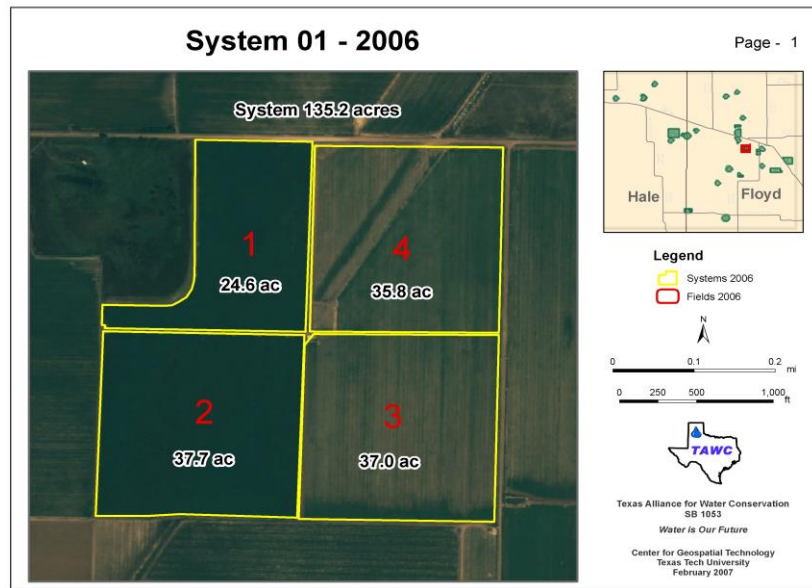 System 01 - 2006
Page - 1
System 135.2 acres
1
24.6 ac
4
35.8 ac
2
37.7 ac
3
37.0 ac
Hale
Floyd
Legend
Systems 2006
Fields 2006
N
0 0.1 0.2
mi
0 250 500 1,000
ft
TAWC
Texas Alliance for Water Conservation
SB 1053
Water is Our Future
Center for Geospatial Technology
Texas Tech University
February 2007